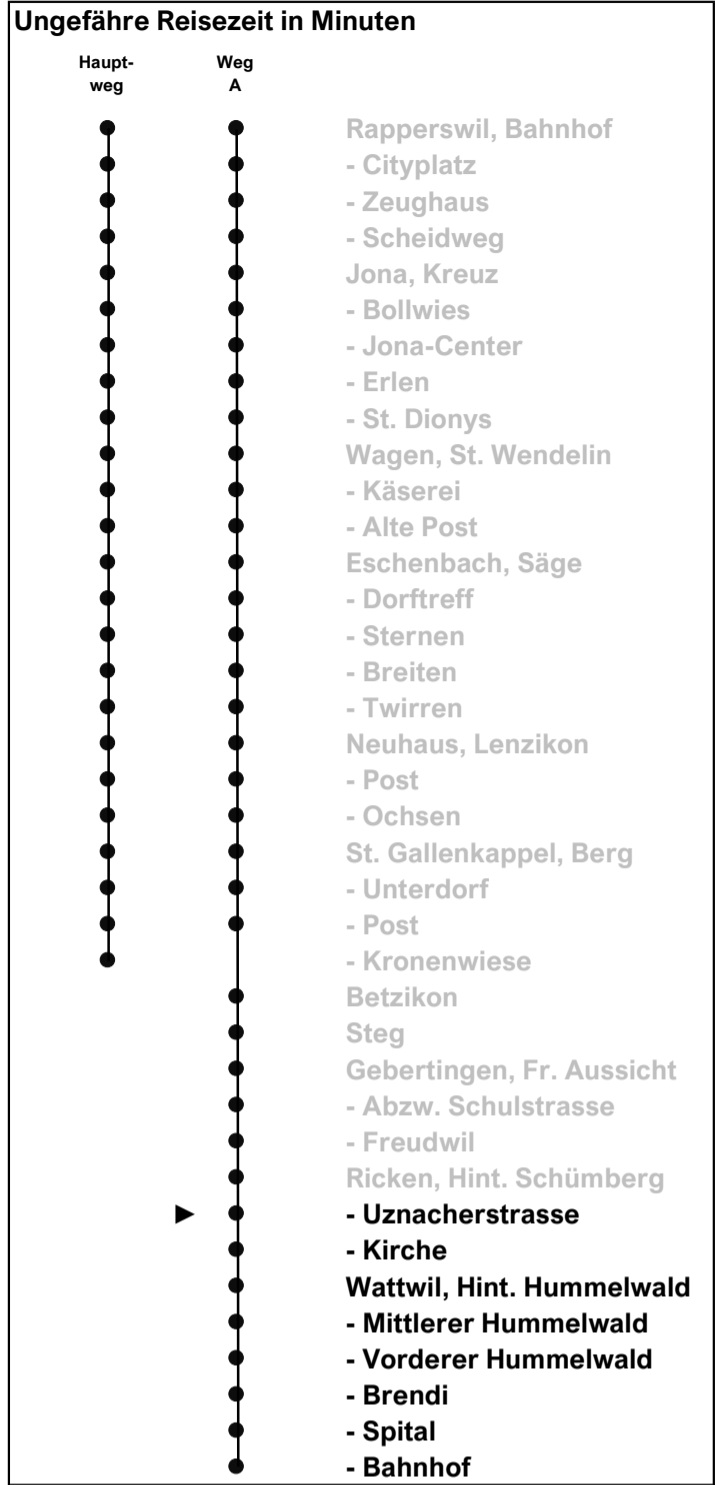 Ungefähre Reisezeit in Minuten
Haupt- Weg
weg A
Rapperswil, Bahnhof
- Cityplatz
- Zeughaus
- Scheidweg
Jona, Kreuz
- Bollwies
- Jona-Center
- Erlen
- St. Dionys
Wagen, St. Wendelin
- Käserei
- Alte Post
Eschenbach, Säge
- Dorftreff
- Sternen
- Breiten
- Twirren
Neuhaus, Lenzikon
- Post
- Ochsen
St. Gallenkappel, Berg
- Unterdorf
- Post
- Kronenwiese
Betzikon
Steg
Gebertingen, Fr. Aussicht
- Abzw. Schulstrasse
- Freudwil
Ricken, Hint. Schümberg
- Uznacherstrasse
- Kirche
Wattwil, Hint. Hummelwald
- Mittlerer Hummelwald
- Vorderer Hummelwald
- Brendi
- Spital
- Bahnhof